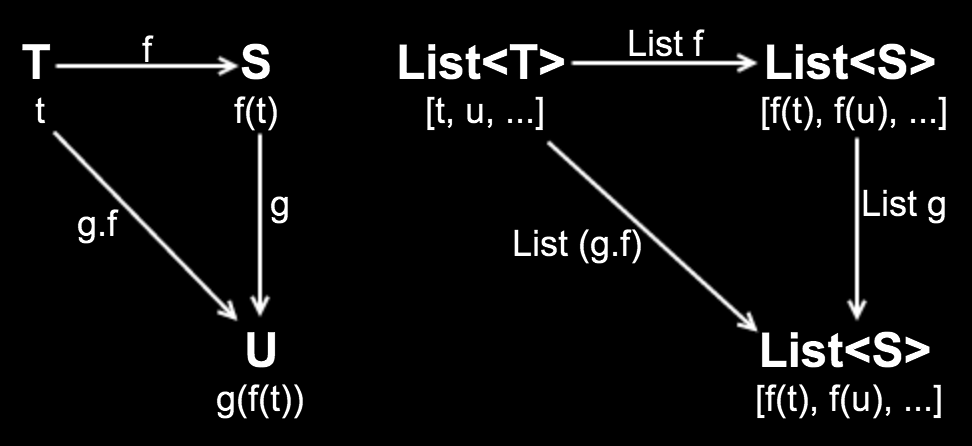 T
f
S
t
f(t)
g.f
g
U
g(f(t))
List<T>
List f
List<S>
[t, u, ...]
[f(t), f(u), ...]
List (g.f)
List g
List<S>
[f(t), f(u), ...]